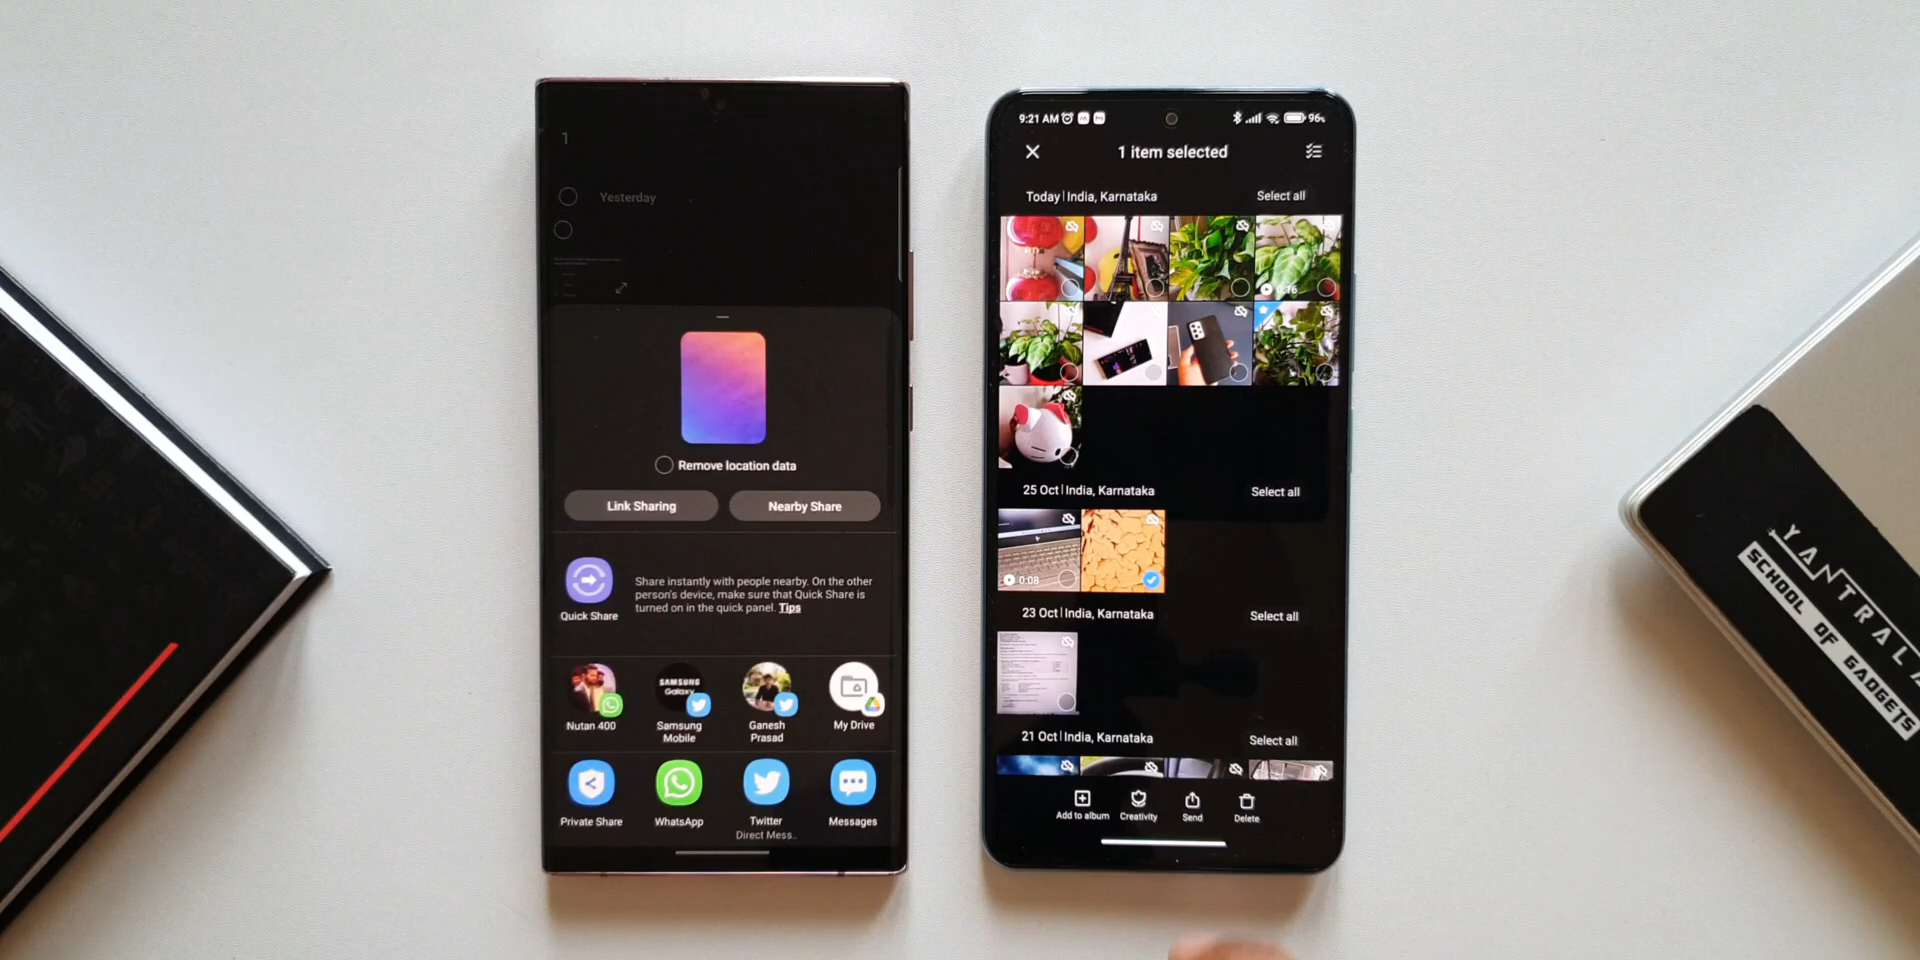 1
Yesterday
Remove location data
Link Sharing
Nearby Share
Quick Share
Share instantly with people nearby. On the other
person's device, make sure that Quick Share is
turned on in the quick panel. Tips
SAMSUNG
Galaxy
Nutan 400
Samsung
Mobile
Ganesh
Prasad
My Drive
Private Share
WhatsApp
Twitter
Direct Mess..
Messages
9:21 AM
96%
1 item selected
Today | India, Karnataka
Select all
0:16
25 Oct | India, Karnataka
Select all
0:08
23 Oct | India, Karnataka
Select all
21 Oct | India, Karnataka
Select all
Add to album
Creativity
Send
Delete
SCHOOL OF GADGETS